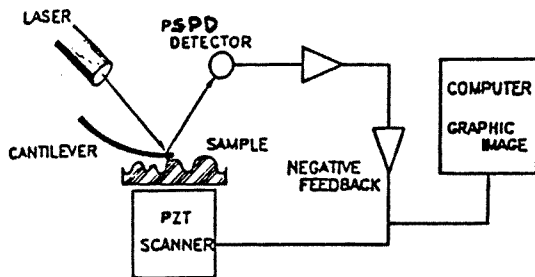 LASER
PSPD
DETECTOR
CANTILEVER
SAMPLE
PZT
SCANNER
NEGATIVE
FEEDBACK
COMPUTER
GRAPHIC
IMAGE